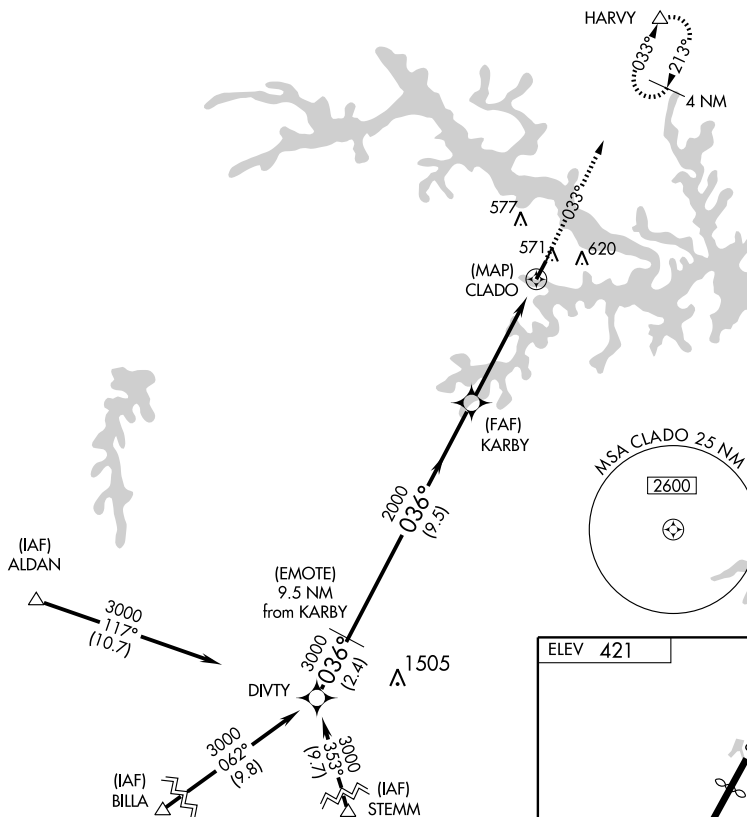 HARVY
033°
213°
4 NM
577
033°
571
620
(MAP)
CLADO
(FAF)
KARBY
MSA CLADO 25 NM
2600
2000
036°
(9.5)
(IAF)
ALDAN
3000
117°
(10.7)
(EMOTE)
9.5 NM
from KARBY
3000
036°
(2.4)
1505
ELEV 421
DIVTY
3000
062°
(9.8)
3000
353°
(9.7)
(IAF)
BILLA
(IAF)
STEMM